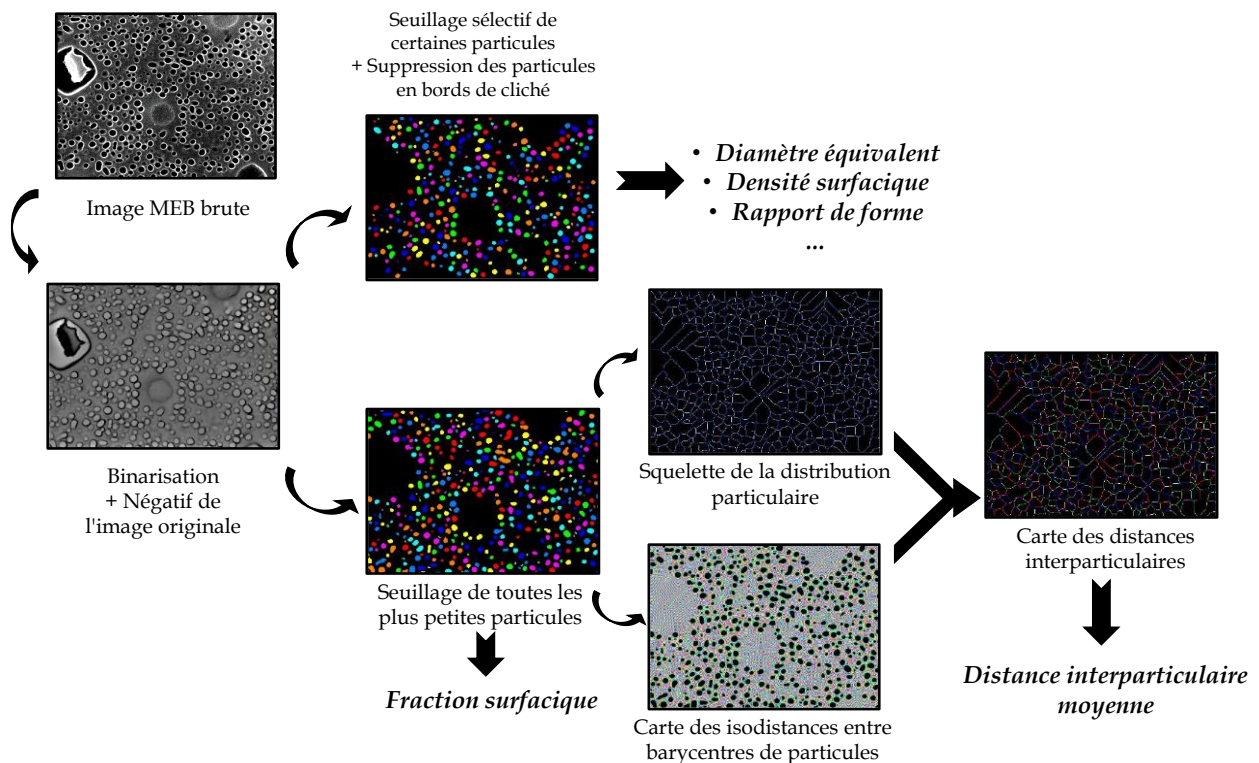 Seuillage sélectif de
certaines particules
+ Suppression des particules
en bords de cliché
Image MEB brute
• Diamètre équivalent
• Densité surfacique
• Rapport de forme
...
Binarisation
+ Négatif de
l'image originale
Seuillage de toutes les
plus petites particules
Fraction surfacique
Squelette de la distribution
particulaire
Carte des isodistances entre
barycentres de particules
Carte des distances
interparticulaires
Distance interparticulaire
moyenne